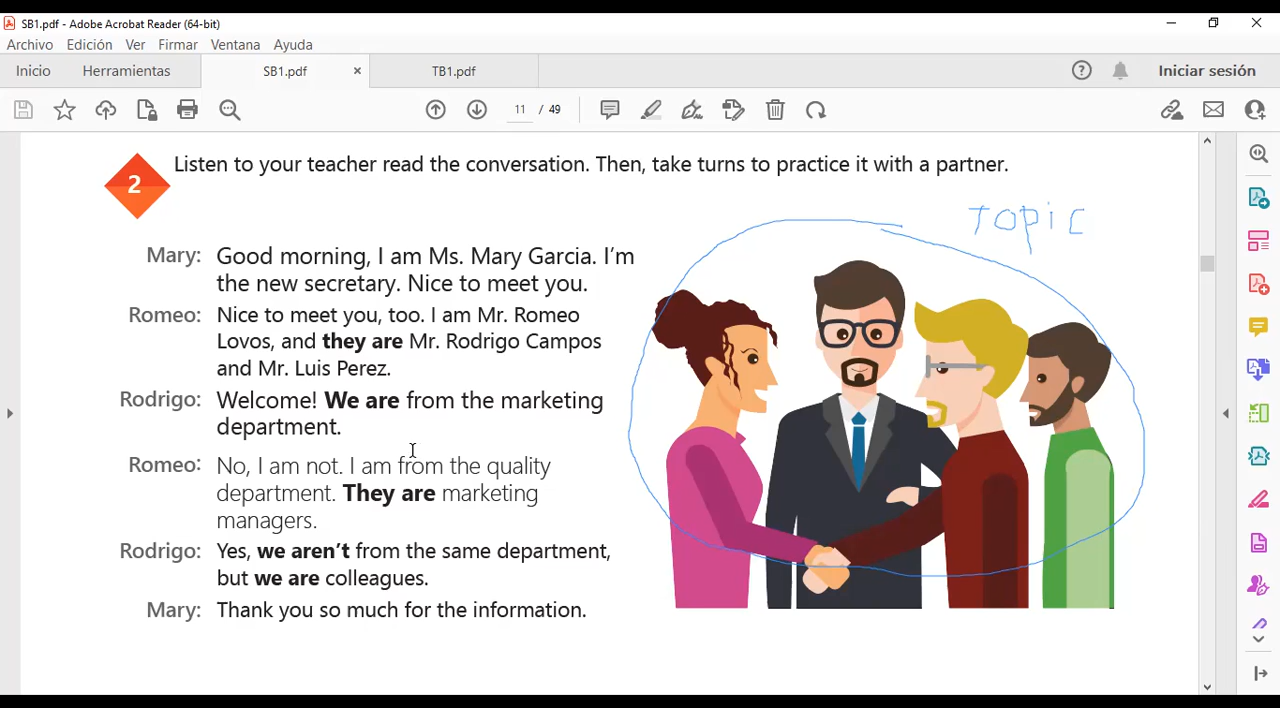 SB1.pdf - Adobe Acrobat Reader (64-bit)
Archivo Edición Ver Firmar Ventana Ayuda
Inicio Herramientas SB1.pdf × TB1.pdf Iniciar sesión
11 / 49
2 Listen to your teacher read the conversation. Then, take turns to practice it with a partner.
TOPIC
Mary: Good morning, I am Ms. Mary Garcia. I'm
the new secretary. Nice to meet you.
Romeo: Nice to meet you, too. I am Mr. Romeo
Lovos, and they are Mr. Rodrigo Campos
and Mr. Luis Perez.
Rodrigo: Welcome! We are from the marketing
department.
Romeo: No, I am not. I am from the quality
department. They are marketing
managers.
Rodrigo: Yes, we aren't from the same department,
but we are colleagues.
Mary: Thank you so much for the information.